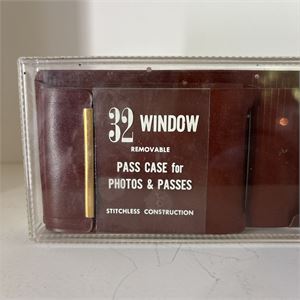 32 WINDOW
REMOVABLE
PASS CASE for
PHOTOS & PASSES
STITCHLESS CONSTRUCTION